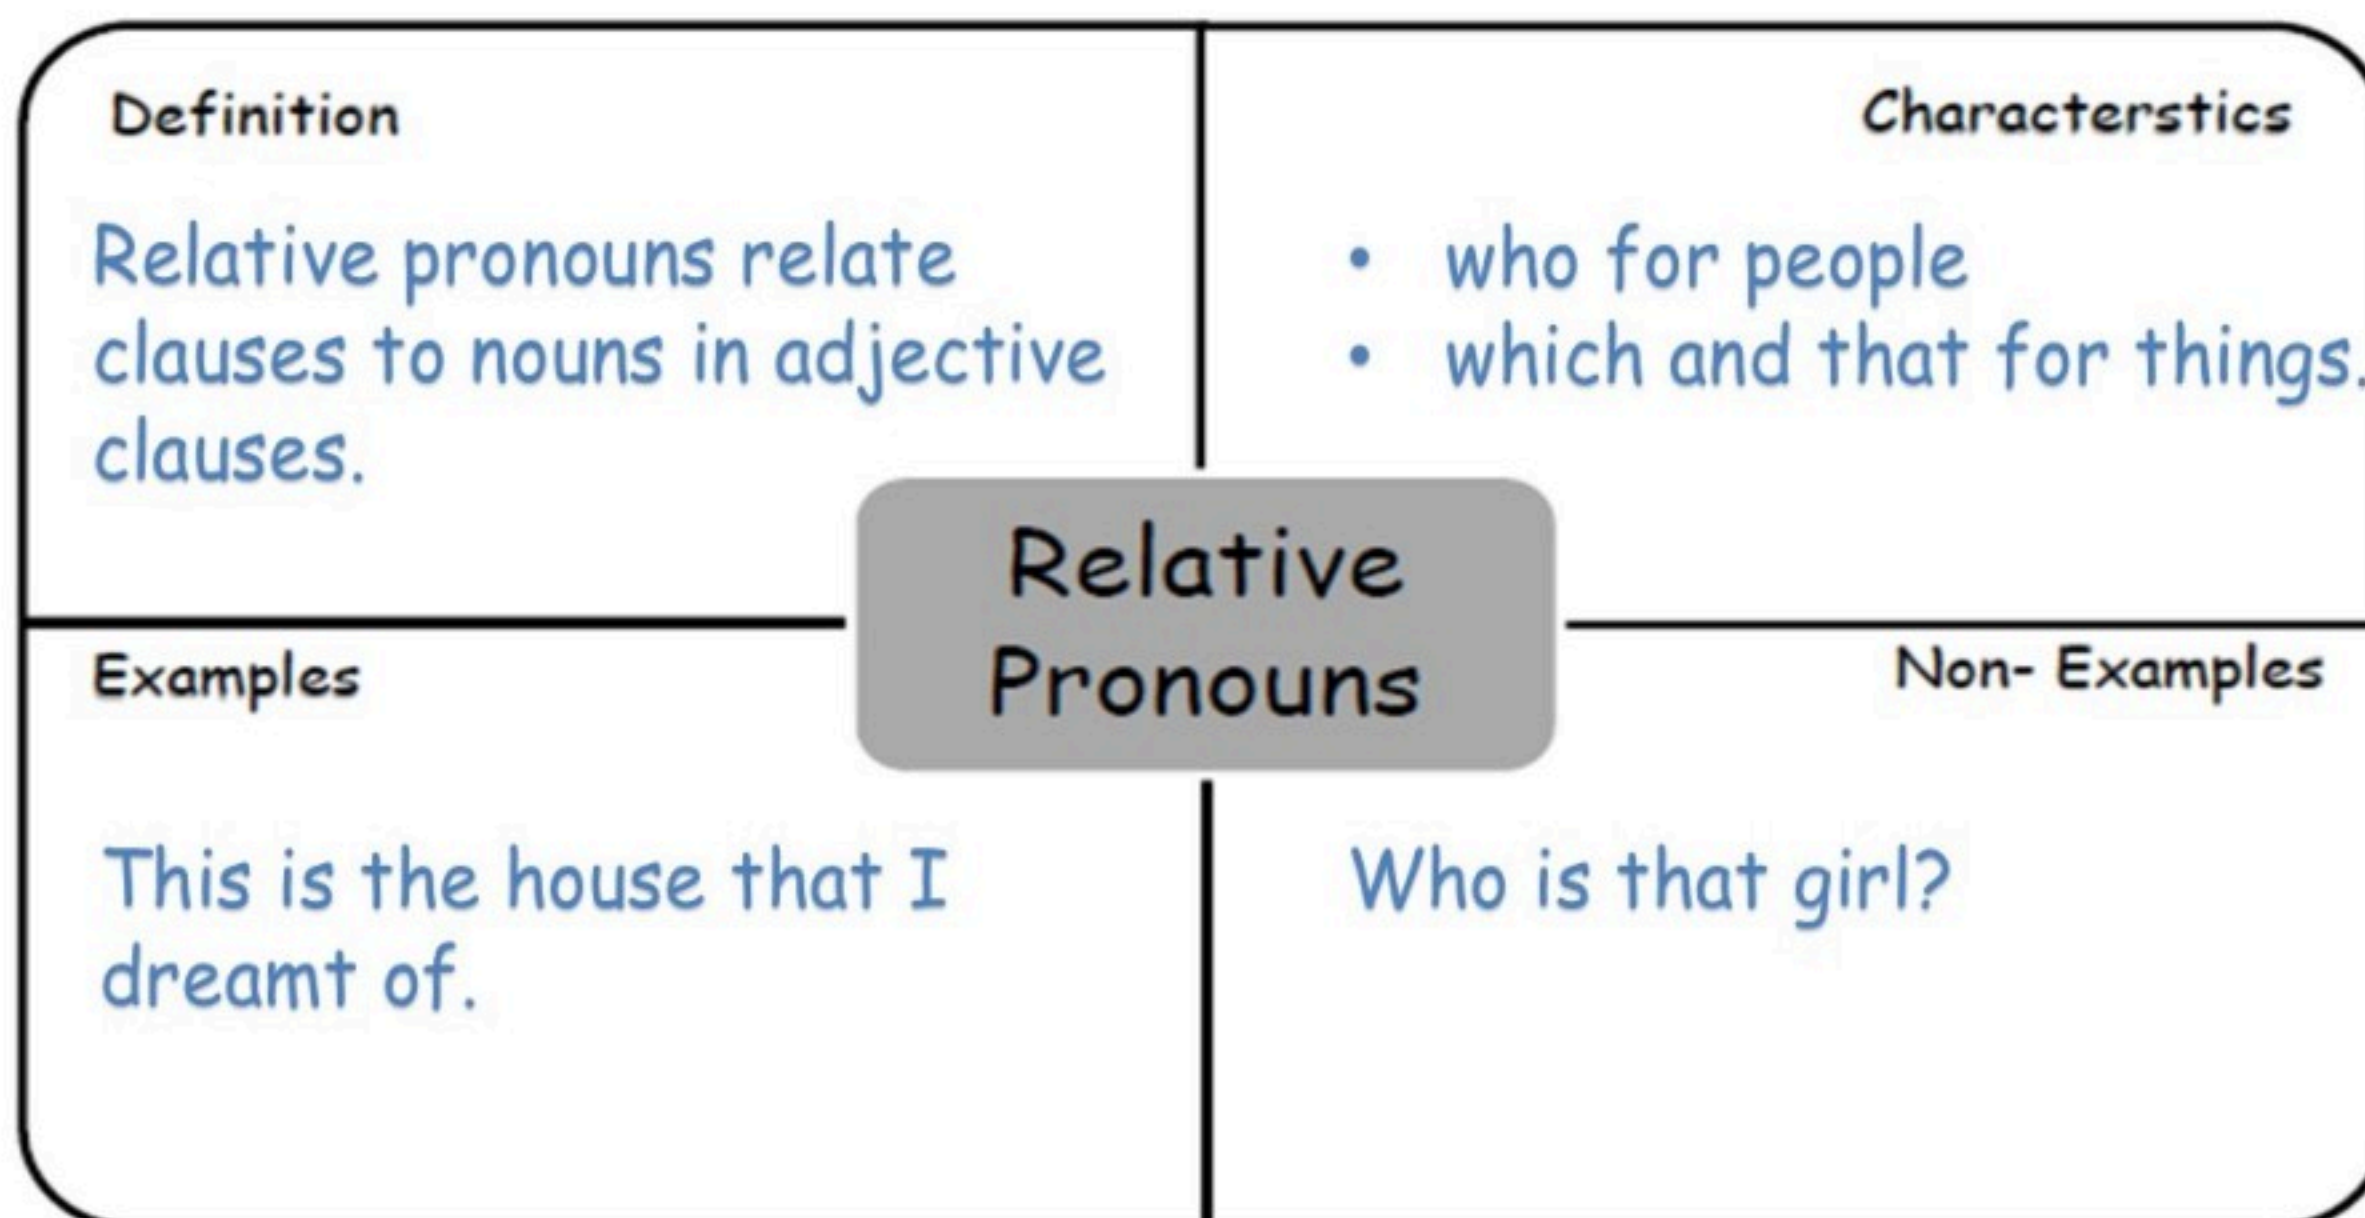 Definition
Relative pronouns relate
clauses to nouns in adjective
clauses.
Characterstics
• who for people
• which and that for things.
Relative
Pronouns
Examples
This is the house that I
dreamt of.
Non- Examples
Who is that girl?